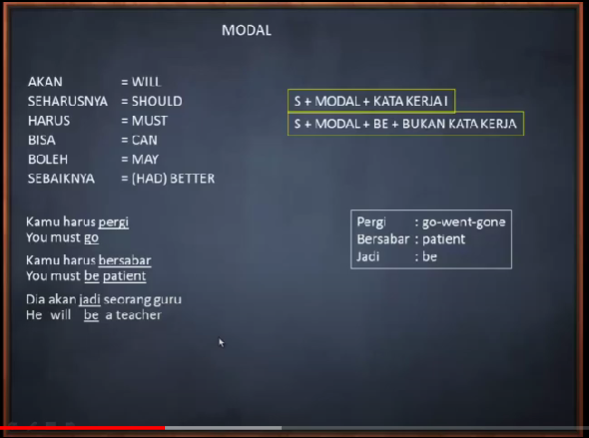 MODAL
AKAN = WILL
SEHARUSNYA = SHOULD
HARUS = MUST
BISA = CAN
BOLEH = MAY
SEBAIKNYA = (HAD) BETTER
S + MODAL + KATA KERJA I
S + MODAL + BE + BUKAN KATA KERJA
Kamu harus pergi
You must go
Kamu harus bersabar
You must be patient
Dia akan jadi seorang guru
He will be a teacher
Pergi : go-went-gone
Bersabar : patient
Jadi : be